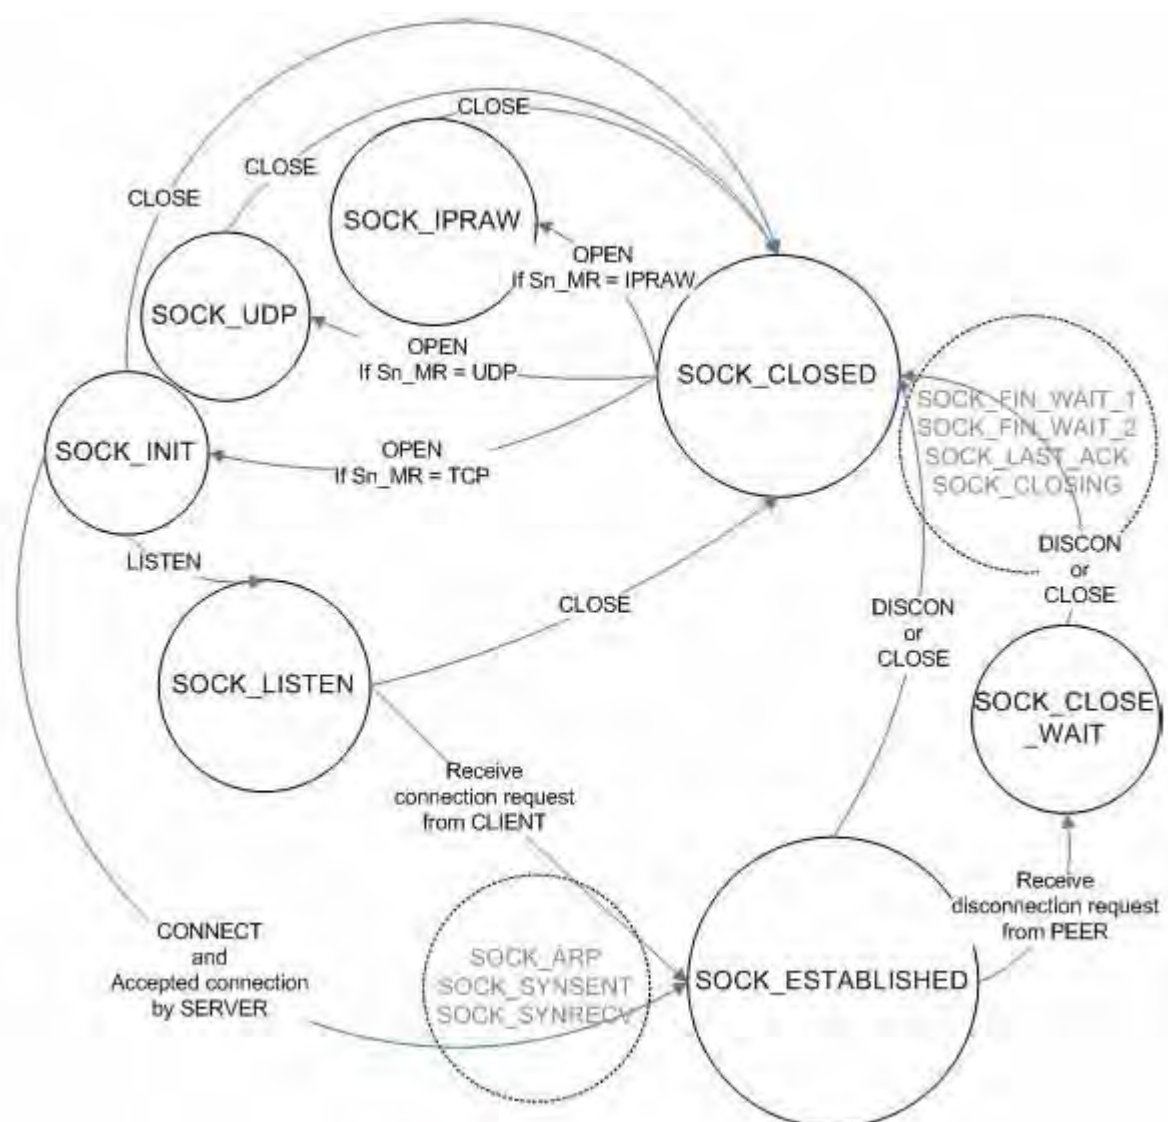 CLOSE
CLOSE
CLOSE
SOCK_IPRAW
OPEN
If Sn_MR = IPRAW
SOCK_UDP
OPEN
If Sn_MR = UDP
SOCK_CLOSED
SOCK_FIN_WAIT_1
SOCK_FIN_WAIT_2
SOCK_LAST_ACK
SOCK_CLOSING
SOCK_INIT
OPEN
If Sn_MR = TCP
LISTEN
DISCON
or
CLOSE
CLOSE
DISCON
or
CLOSE
SOCK_LISTEN
SOCK_CLOSE
_WAIT
Receive
connection request
from CLIENT
Receive
disconnection request
from PEER
CONNECT
and
Accepted connection
by SERVER
SOCK_ARP
SOCK_SYNSENT
SOCK_SYNRECV
SOCK_ESTABLISHED